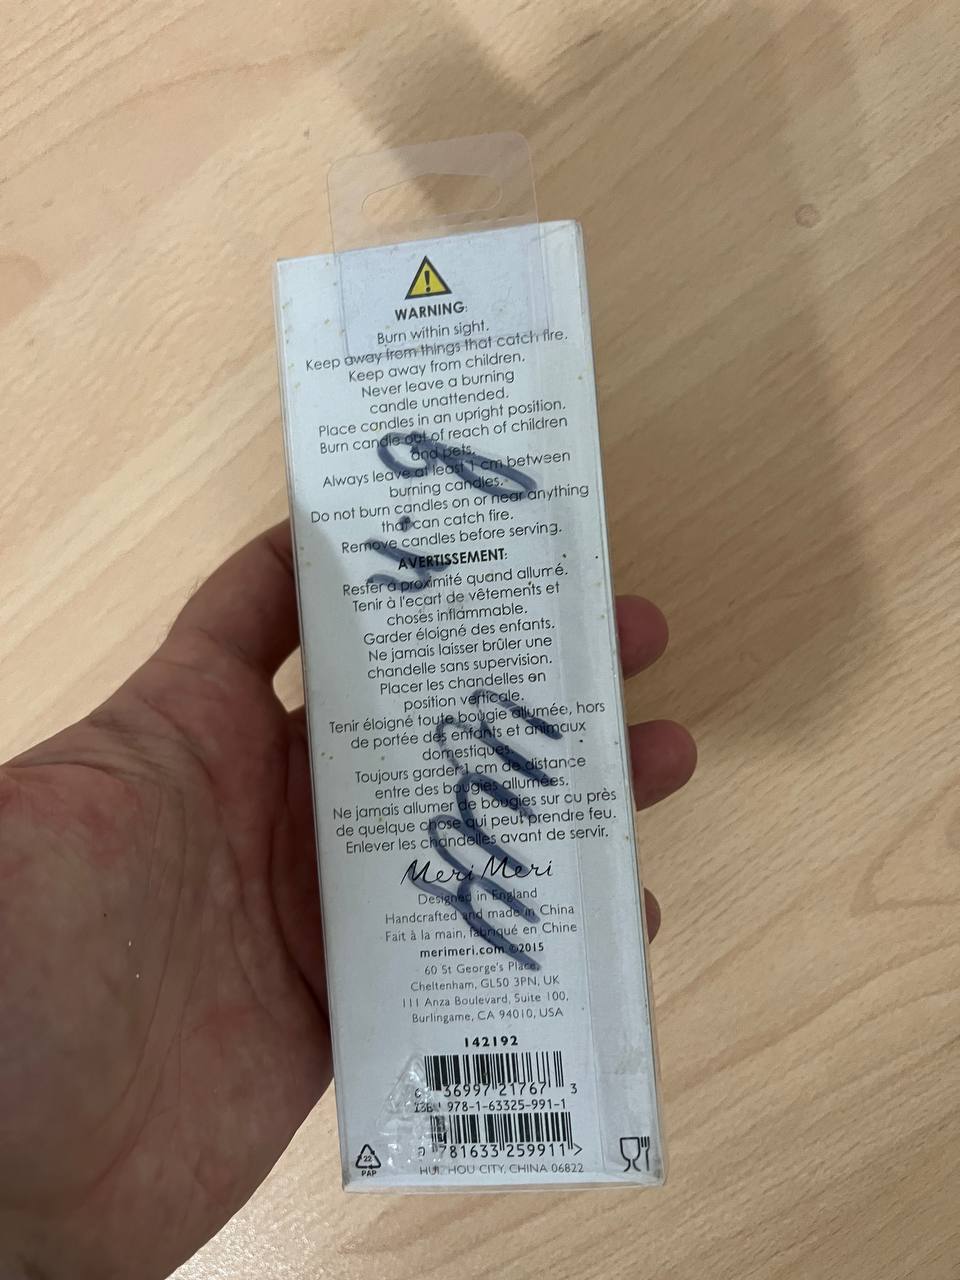 WARNING:
Burn within sight.
Keep away from things that catch fire.
Keep away from children.
Never leave a burning
candle unattended.
Place candles in an upright position.
Burn candle out of reach of children
and pets.
Always leave at least 1 cm between
burning candles.
Do not burn candles on or near anything
that can catch fire.
Remove candles before serving.
AVERTISSEMENT:
Rester à proximité quand allumé.
Tenir à l'ecart de vêtements et
choses inflammable.
Garder éloigné des enfants.
Ne jamais laisser brûler une
chandelle sans supervision.
Placer les chandelles en
position verticale.
Tenir éloigné toute bougie allumée, hors
de portée des enfants et animaux
domestiques.
Toujours garder 1 cm de distance
entre des bougies allumées.
Ne jamais allumer de bougies sur ou près
de quelque chose qui peut prendre feu.
Enlever les chandelles avant de servir.
Meri Meri
Designed in England
Handcrafted and made in China
Fait à la main, fabriqué en Chine
merimeri.com ©2015
60 St George's Place,
Cheltenham, GL50 3PN, UK
111 Anza Boulevard, Suite 100,
Burlingame, CA 94010, USA
142192
36997 21767 3
ISBN 978-1-63325-991-1
9 781633 259911 >
22
PAP
HUIZHOU CITY, CHINA 06822